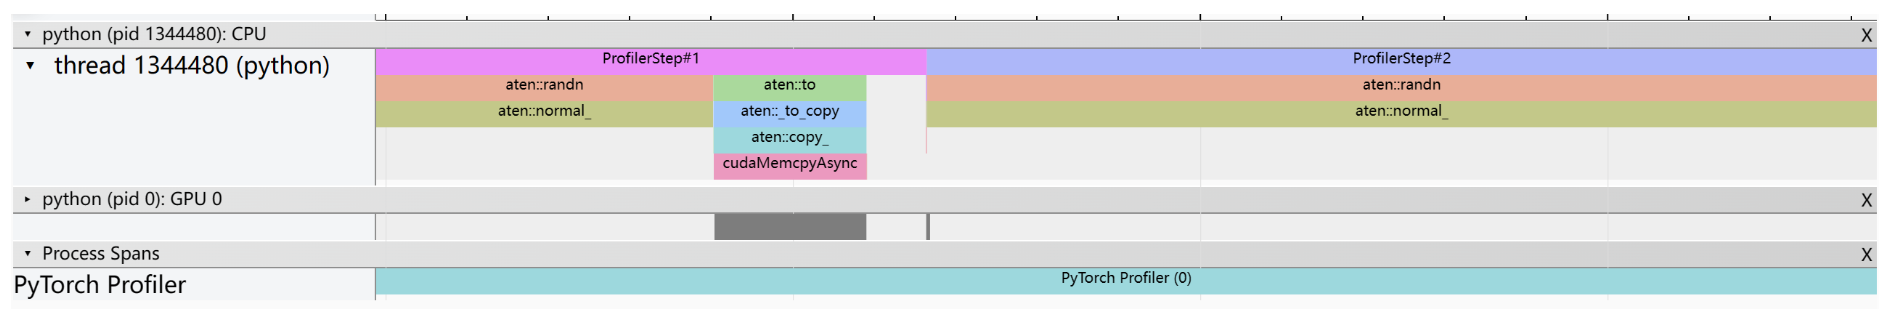 python (pid 1344480): CPU X
thread 1344480 (python)
ProfilerStep#1 ProfilerStep#2
aten::randn aten::to aten::randn
aten::normal_ aten::_to_copy aten::normal_
aten::copy_
cudaMemcpyAsync
python (pid 0): GPU 0 X
Process Spans X
PyTorch Profiler PyTorch Profiler (0)